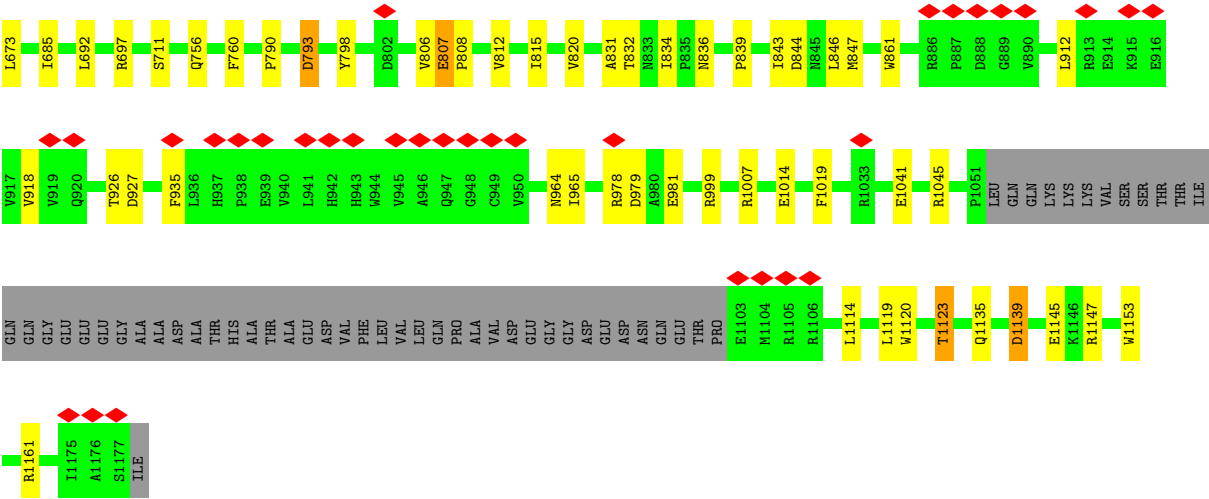 L673 I685 L692 R697 S711 Q756 F760 P790 D793 Y798 D802 V806 E807 P808 V812 I815 V820 A831 T832 N833 I834 P835 N836 P839 I843 D844 N845 L846 M847 W861 R886 P887 D888 G889 V890 L912 R913 E914 K915 E916
V917 V918 V919 Q920 T926 D927 F935 L936 H937 P938 E939 V940 L941 H942 H943 W944 V945 A946 Q947 G948 C949 V950 N964 I965 R978 D979 A980 E981 R999 R1007 E1014 F1019 R1033 E1041 R1045 P1051 LEU GLN GLN LYS LYS LYS VAL SER SER THR THR ILE
GLN GLN GLY GLU GLU GLU GLY ALA ALA ASP ALA THR HIS ALA THR ALA GLU ASP VAL PHE LEU VAL LEU GLN PRO ALA VAL ASP GLU GLY GLY ASP GLU ASP ASN GLN GLU THR PRO E1103 M1104 R1105 R1106 L1114 L1119 W1120 T1123 Q1135 D1139 E1145 K1146 R1147 W1153
R1161 I1175 A1176 S1177 ILE